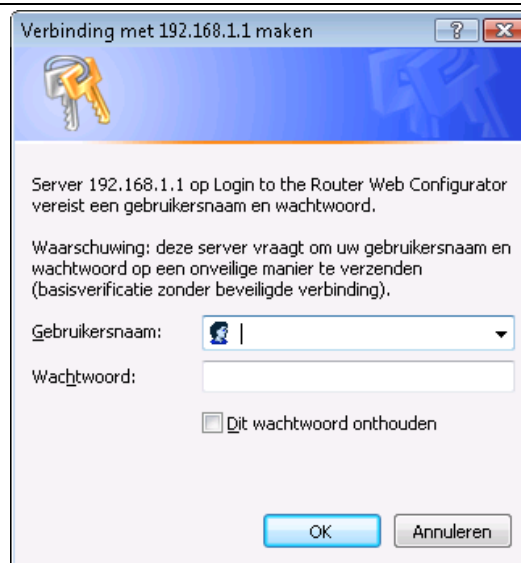 Verbinding met 192.168.1.1 maken
Server 192.168.1.1 op Login to the Router Web Configurator
vereist een gebruikersnaam en wachtwoord.
Waarschuwing: deze server vraagt om uw gebruikersnaam en
wachtwoord op een onveilige manier te verzenden
(basisverificatie zonder beveiligde verbinding).
Gebruikersnaam:
Wachtwoord:
Dit wachtwoord onthouden
OK
Annuleren